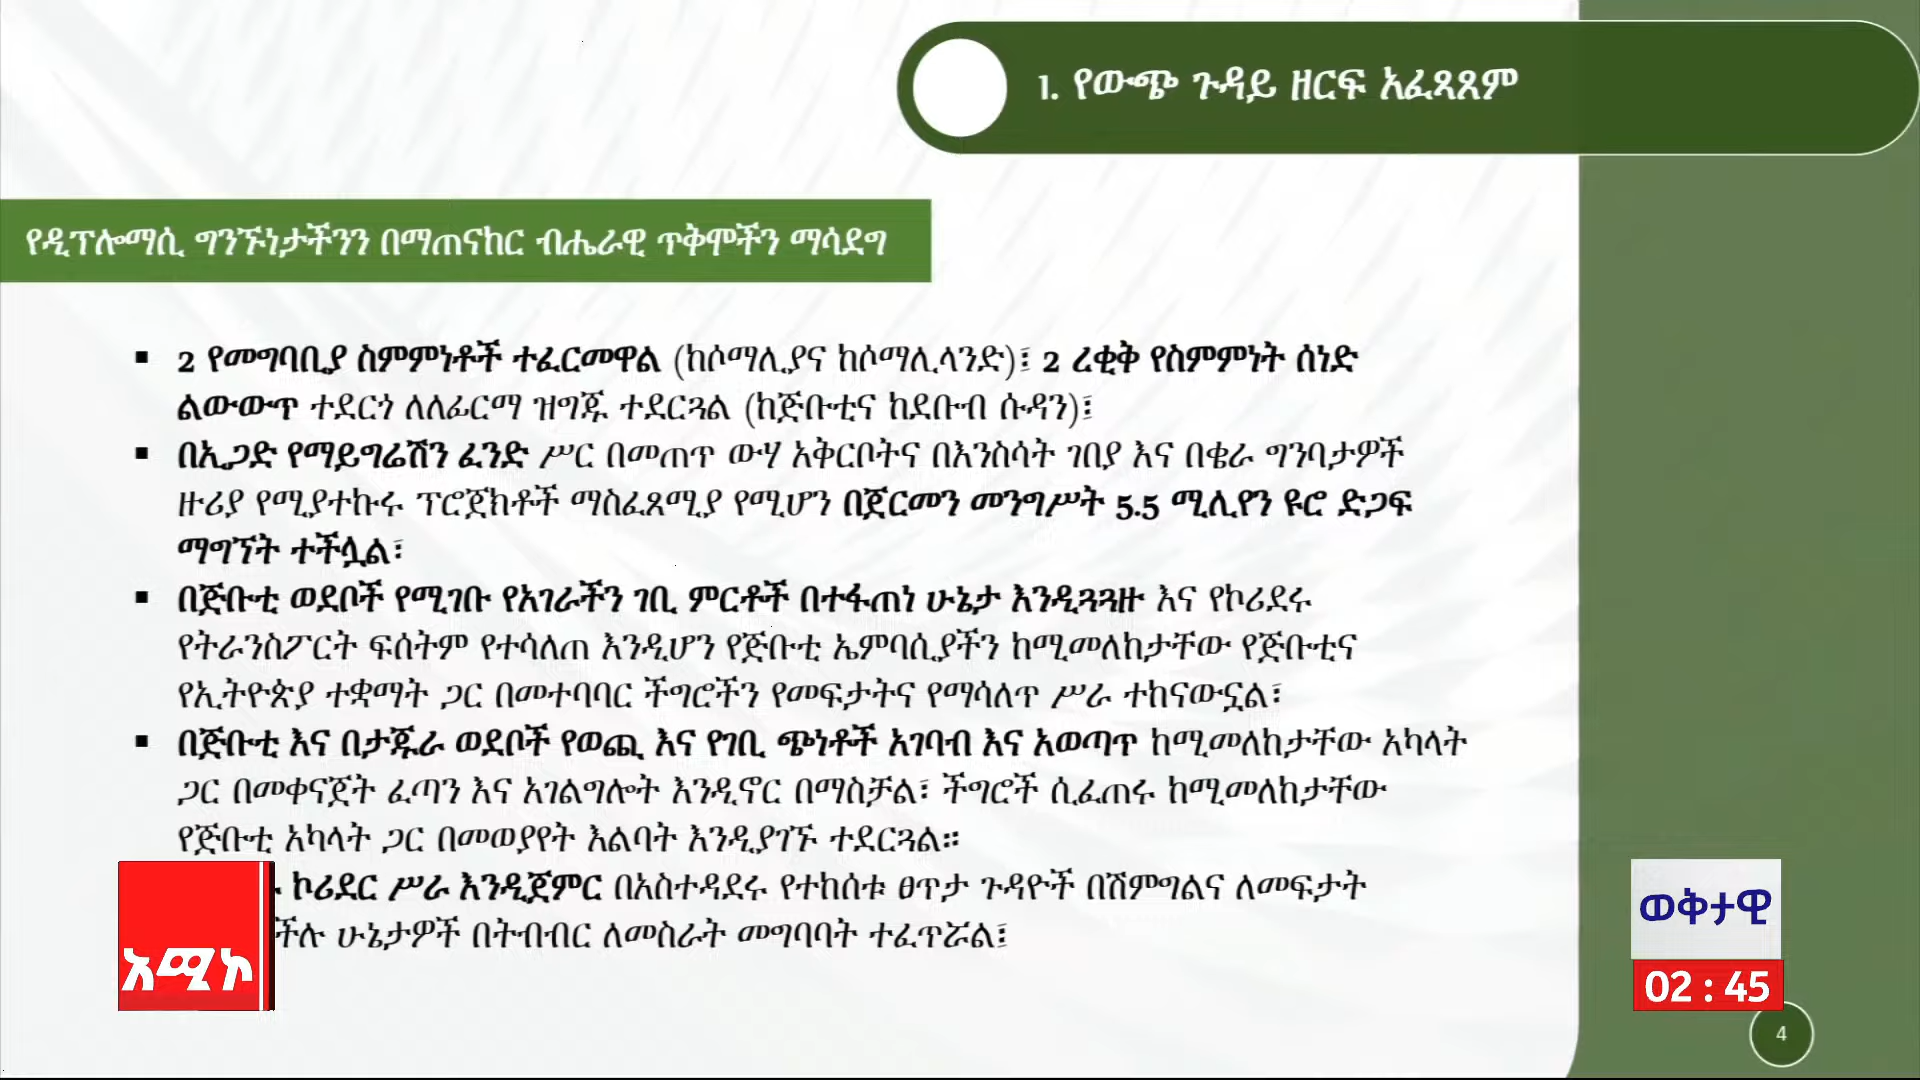 1. የውጭ ጉዳይ ዘርፍ አፈጻጸም
የዲፕሎማሲ ግንኙነታችንን በማጠናከር ብሔራዊ ጥቅሞችን ማሳደግ
▪ 2 የመግባቢያ ስምምነቶች ተፈርመዋል (ከሶማሊያና ከሶማሊላንድ)፤ 2 ረቂቅ የስምምነት ሰነድ
ልውውጥ ተደርጎ ለለፊርማ ዝግጁ ተደርጓል (ከጅቡቲና ከደቡብ ሱዳን)፤
▪ በኢጋድ የማይግሬሽን ፈንድ ሥር በመጠጥ ውሃ አቅርቦትና በእንስሳት ገበያ እና በቄራ ግንባታዎች
ዙሪያ የሚያተኩሩ ፕሮጀክቶች ማስፈጸሚያ የሚሆን በጀርመን መንግሥት 5.5 ሚሊየን ዩሮ ድጋፍ
ማግኘት ተችሏል፣
▪ በጅቡቲ ወደቦች የሚገቡ የአገራችን ገቢ ምርቶች በተፋጠነ ሁኔታ እንዲጓጓዙ እና የኮሪደሩ
የትራንስፖርት ፍሰትም የተሳለጠ እንዲሆን የጅቡቲ ኤምባሲያችን ከሚመለከታቸው የጅቡቲና
የኢትዮጵያ ተቋማት ጋር በመተባባር ችግሮችን የመፍታትና የማሳለጥ ሥራ ተከናውኗል፣
▪ በጅቡቲ እና በታጁራ ወደቦች የወጪ እና የገቢ ጭነቶች አገባብ እና አወጣጥ ከሚመለከታቸው አካላት
ጋር በመቀናጀት ፈጣን እና አገልግሎት እንዲኖር በማስቻል፣ ችግሮች ሲፈጠሩ ከሚመለከታቸው
የጅቡቲ አካላት ጋር በመወያየት እልባት እንዲያገኙ ተደርጓል።
ኮሪደር ሥራ እንዲጀምር በአስተዳደሩ የተከሰቱ ፀጥታ ጉዳዮች በሽምግልና ለመፍታት
ችሉ ሁኔታዎች በትብብር ለመስራት መግባባት ተፈጥሯል፤
አሚኮ
ወቅታዊ
02 : 45
4